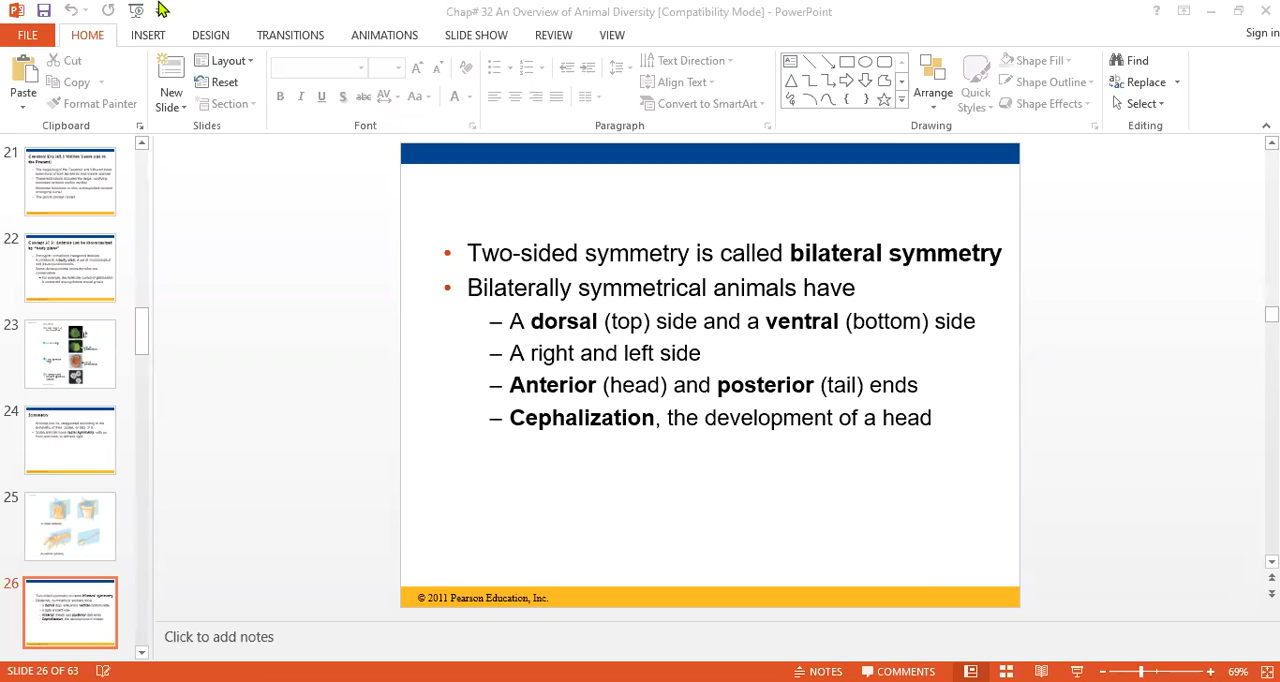 Chap# 32 An Overview of Animal Diversity [Compatibility Mode] - PowerPoint
FILE HOME INSERT DESIGN TRANSITIONS ANIMATIONS SLIDE SHOW REVIEW VIEW Sign in
Paste Cut Copy Format Painter
Clipboard
New Slide Layout Reset Section
Slides
B I U S abc AV Aa A
Font
Text Direction
Align Text
Convert to SmartArt
Paragraph
Arrange Quick Styles
Shape Fill
Shape Outline
Shape Effects
Drawing
Find
Replace
Select
Editing
21
22
23
24
25
26
• Two-sided symmetry is called bilateral symmetry
• Bilaterally symmetrical animals have
– A dorsal (top) side and a ventral (bottom) side
– A right and left side
– Anterior (head) and posterior (tail) ends
– Cephalization, the development of a head
© 2011 Pearson Education, Inc.
Click to add notes
SLIDE 26 OF 63 NOTES COMMENTS 69%